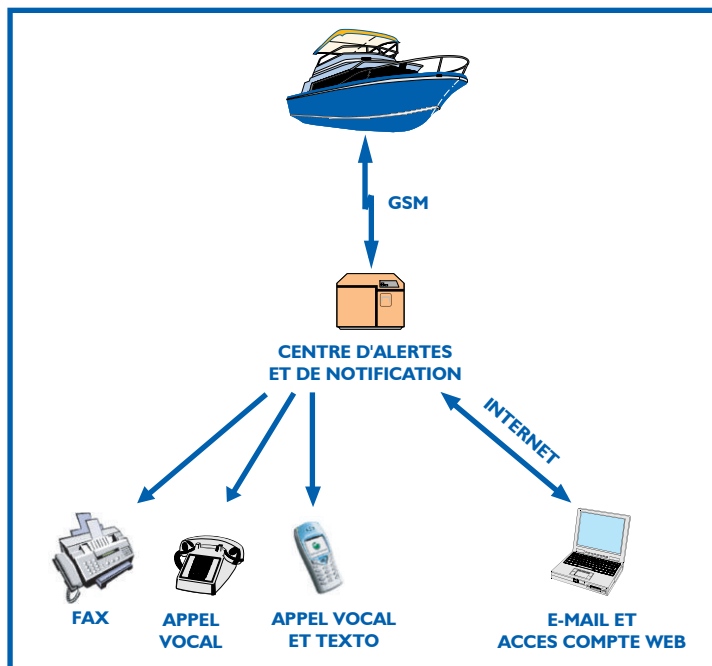 GSM
CENTRE D'ALERTES
ET DE NOTIFICATION
INTERNET
FAX
APPEL
VOCAL
APPEL VOCAL
ET TEXTO
E-MAIL ET
ACCES COMPTE WEB